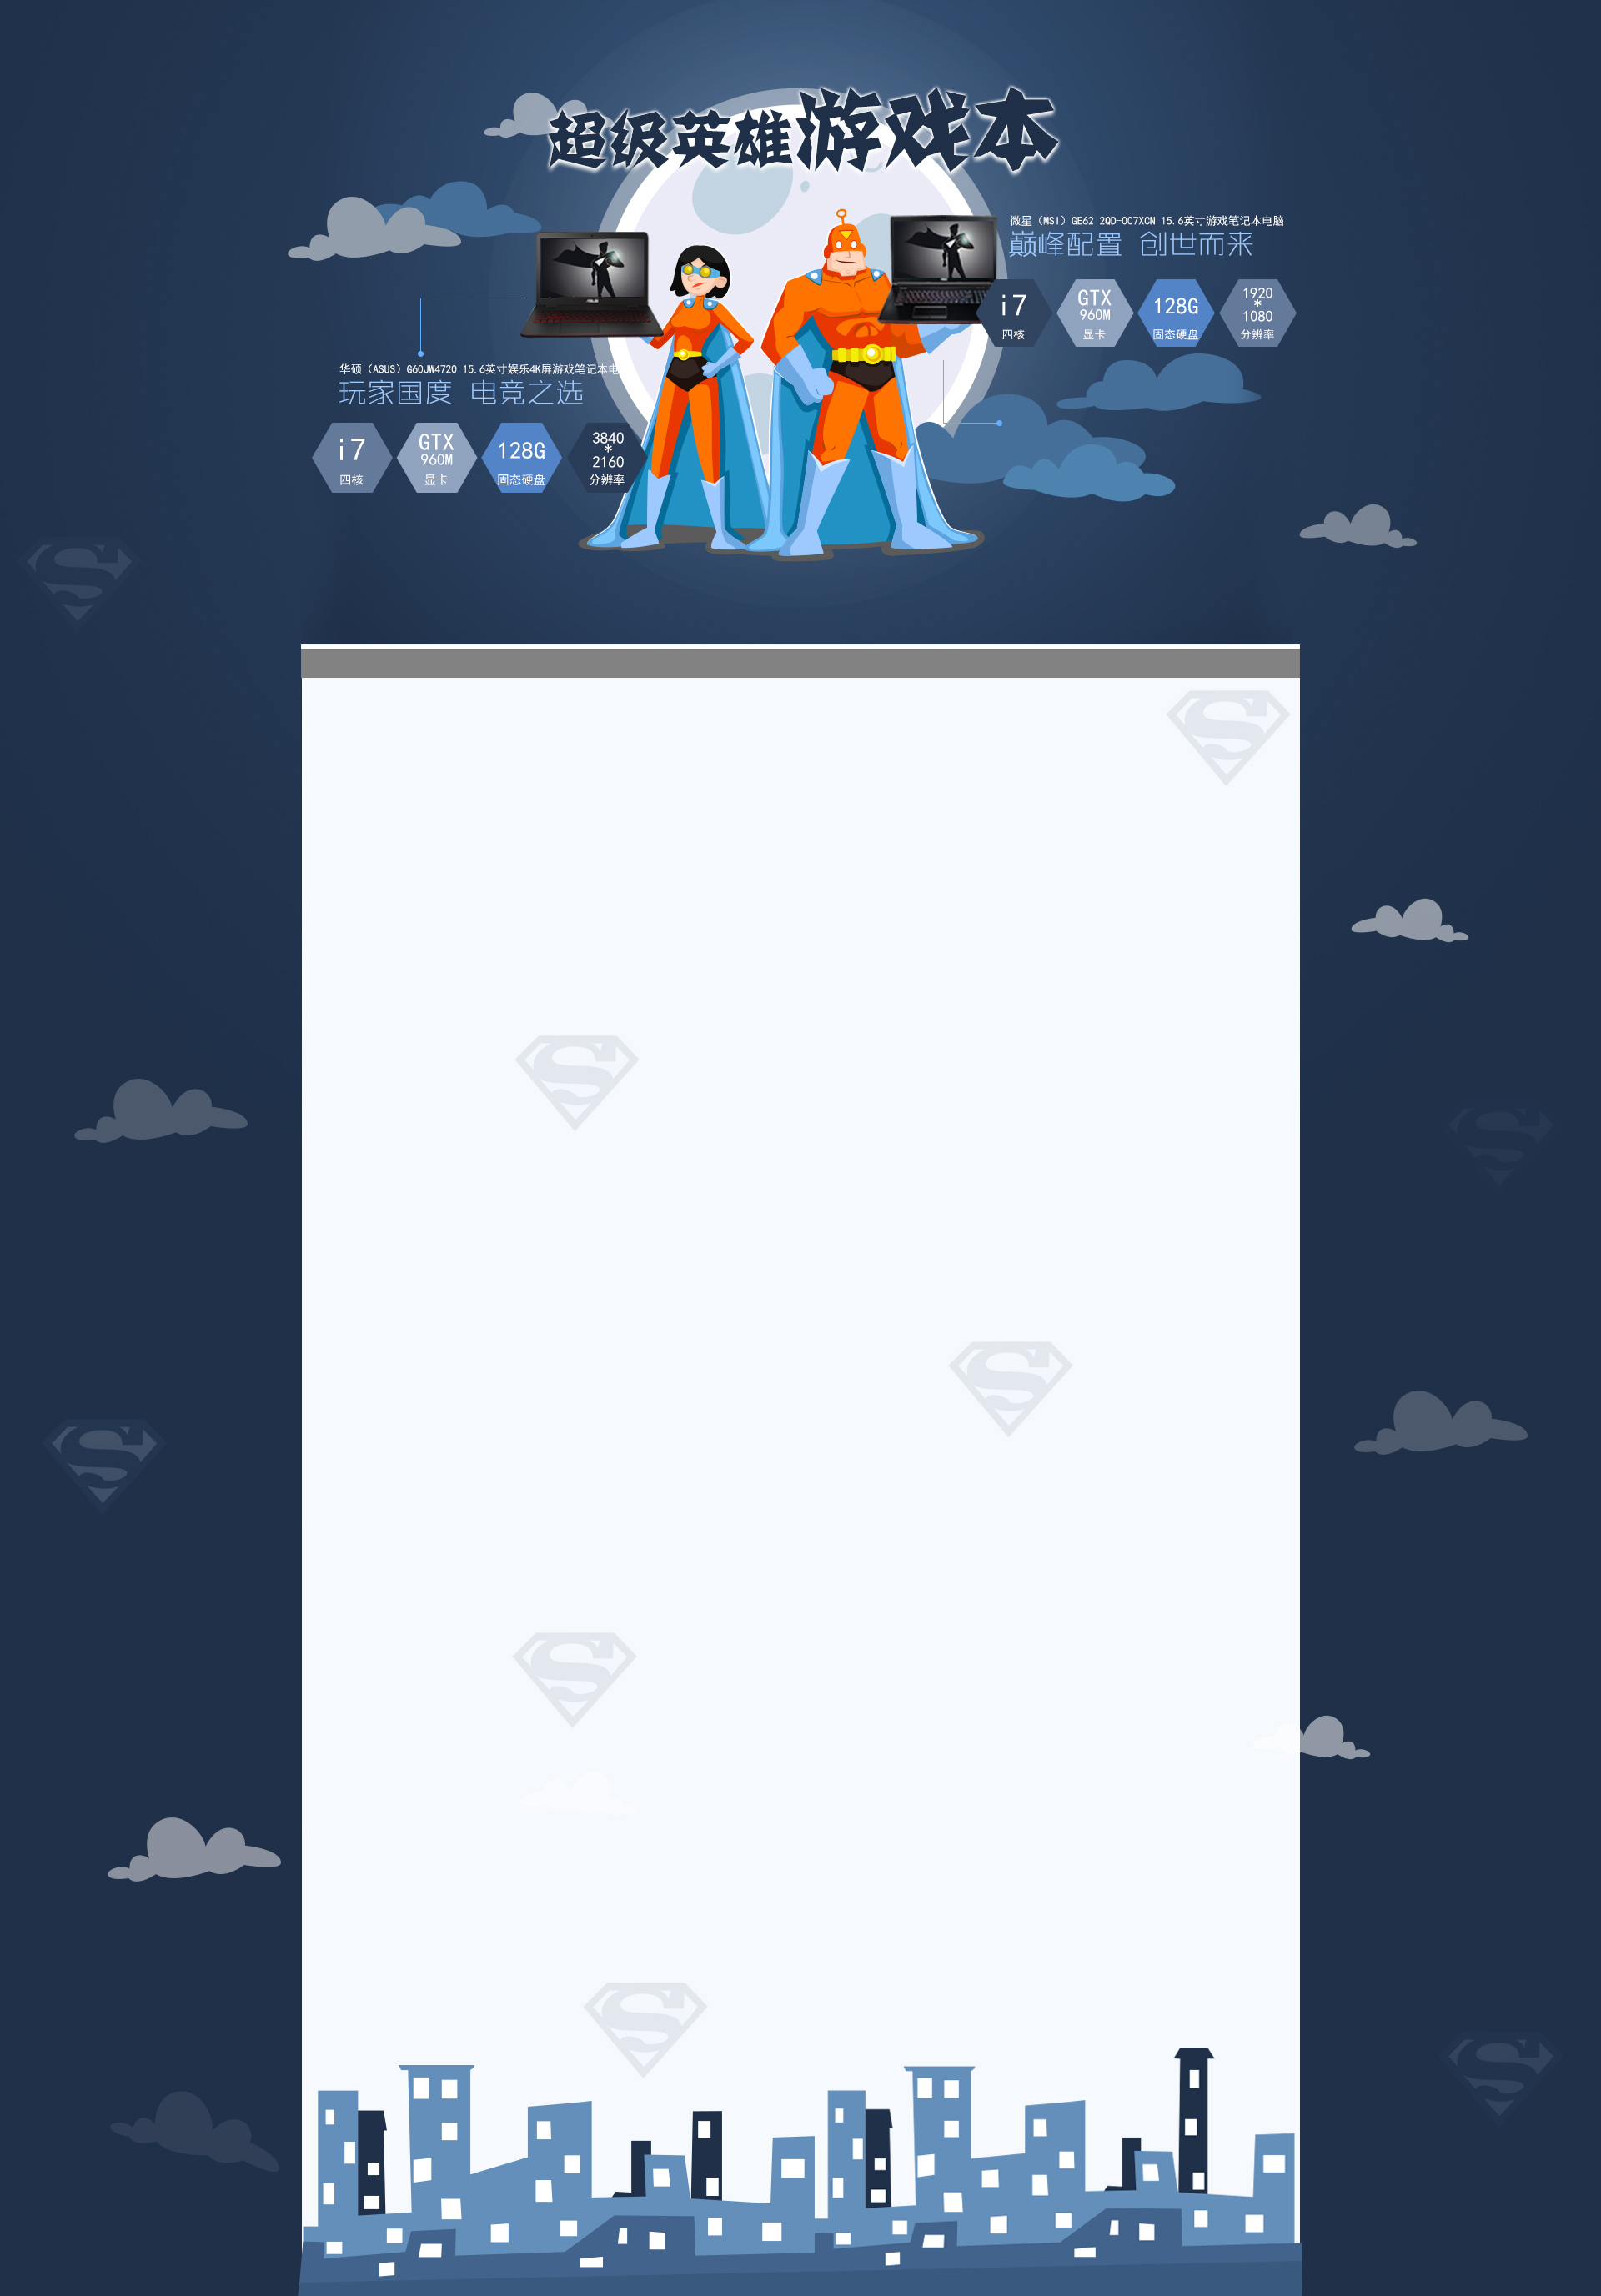 超级英雄游戏本
微星（MSI）GE62 2QD-007XCN 15.6英寸游戏笔记本电脑
巅峰配置 创世而来
i7
四核
GTX
960M
显卡
128G
固态硬盘
1920
*
1080
分辨率
华硕（ASUS）G60JW4720 15.6英寸娱乐4K屏游戏笔记本电
玩家国度 电竞之选
i7
四核
GTX
960M
显卡
128G
固态硬盘
3840
*
2160
分辨率